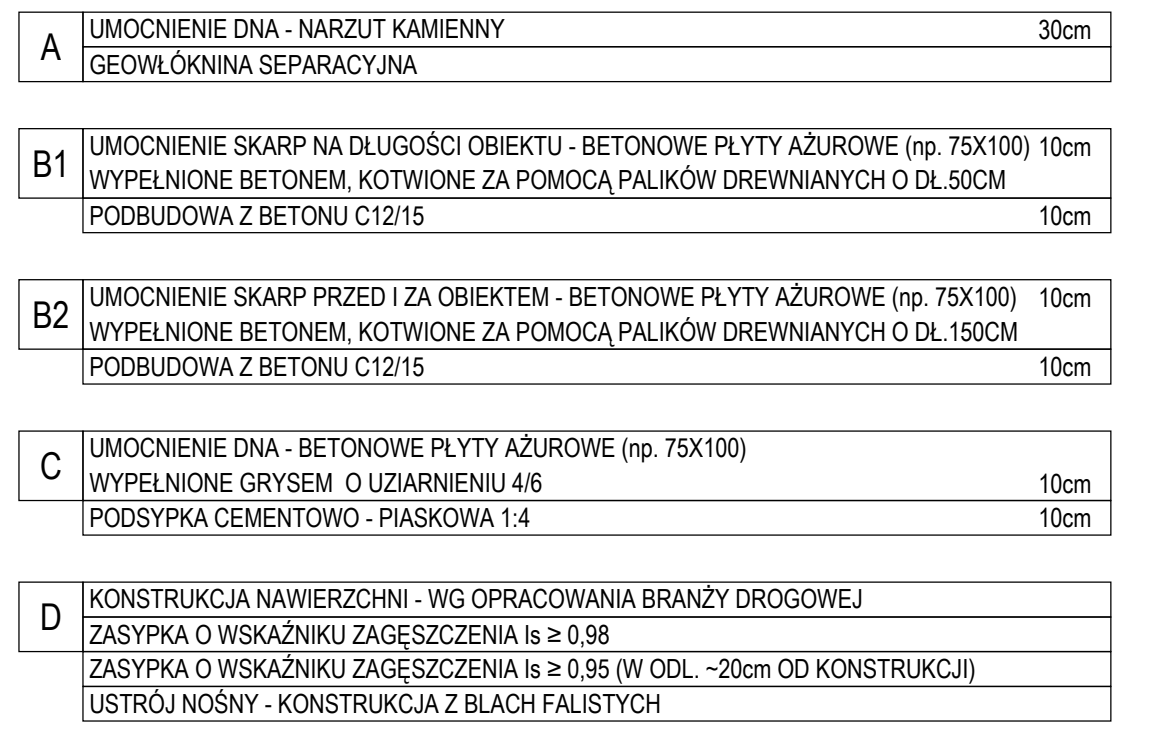 A
UMOCNIENIE DNA - NARZUT KAMIENNY 30cm
GEOWŁÓKNINA SEPARACYJNA
B1
UMOCNIENIE SKARP NA DŁUGOŚCI OBIEKTU - BETONOWE PŁYTY AŻUROWE (np. 75X100) 10cm
WYPEŁNIONE BETONEM, KOTWIONE ZA POMOCĄ PALIKÓW DREWNIANYCH O DŁ.50CM
PODBUDOWA Z BETONU C12/15 10cm
B2
UMOCNIENIE SKARP PRZED I ZA OBIEKTEM - BETONOWE PŁYTY AŻUROWE (np. 75X100) 10cm
WYPEŁNIONE BETONEM, KOTWIONE ZA POMOCĄ PALIKÓW DREWNIANYCH O DŁ.150CM
PODBUDOWA Z BETONU C12/15 10cm
C
UMOCNIENIE DNA - BETONOWE PŁYTY AŻUROWE (np. 75X100)
WYPEŁNIONE GRYSEM O UZIARNIENIU 4/6 10cm
PODSYPKA CEMENTOWO - PIASKOWA 1:4 10cm
D
KONSTRUKCJA NAWIERZCHNI - WG OPRACOWANIA BRANŻY DROGOWEJ
ZASYPKA O WSKAŹNIKU ZAGĘSZCZENIA Is ≥ 0,98
ZASYPKA O WSKAŹNIKU ZAGĘSZCZENIA Is ≥ 0,95 (W ODL. ~20cm OD KONSTRUKCJI)
USTRÓJ NOŚNY - KONSTRUKCJA Z BLACH FALISTYCH